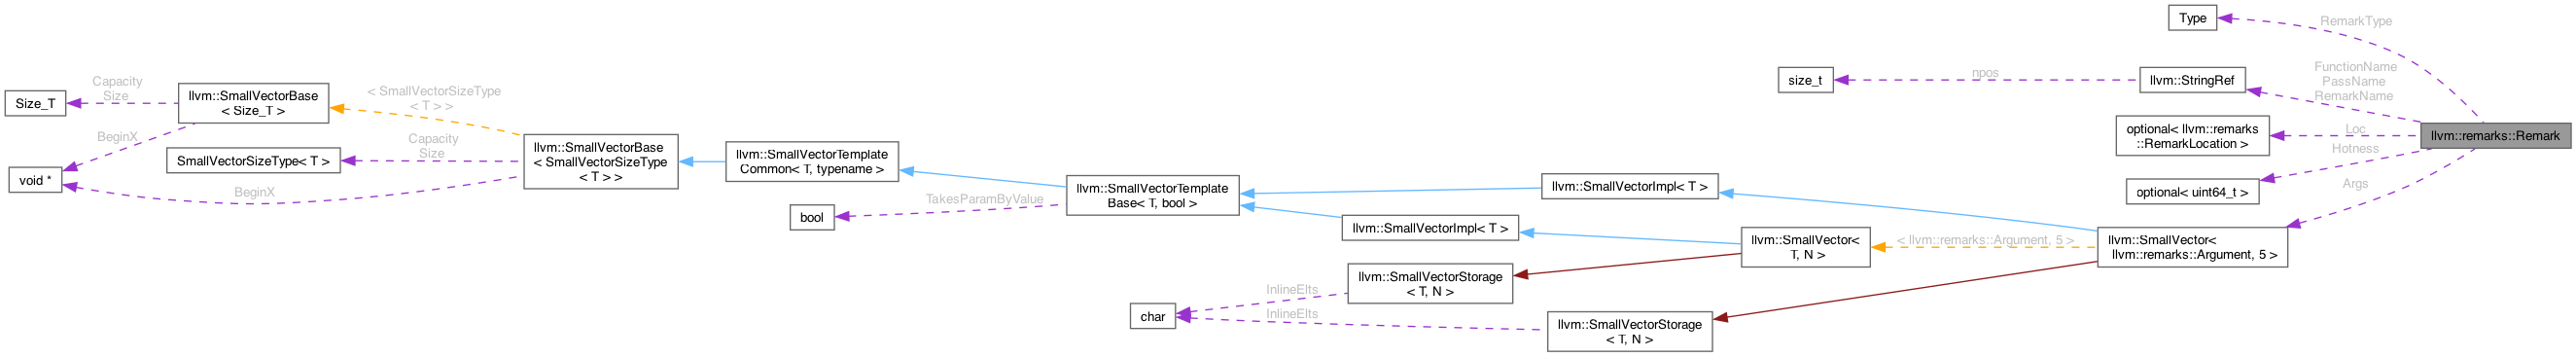 Type
RemarkType
size_t
npos
llvm::StringRef
FunctionName
PassName
RemarkName
Size_T
Capacity
Size
llvm::SmallVectorBase
< Size_T >
< SmallVectorSizeType
< T > >
optional< llvm::remarks
::RemarkLocation >
Loc
llvm::remarks::Remark
BeginX
void *
SmallVectorSizeType< T >
Capacity
Size
llvm::SmallVectorBase
< SmallVectorSizeType
< T > >
llvm::SmallVectorTemplate
Common< T, typename >
Hotness
optional< uint64_t >
BeginX
bool
TakesParamByValue
llvm::SmallVectorTemplate
Base< T, bool >
llvm::SmallVectorImpl< T >
Args
llvm::SmallVectorImpl< T >
llvm::SmallVector<
T, N >
< llvm::remarks::Argument, 5 >
llvm::SmallVector<
llvm::remarks::Argument, 5 >
llvm::SmallVectorStorage
< T, N >
InlineElts
char
InlineElts
llvm::SmallVectorStorage
< T, N >